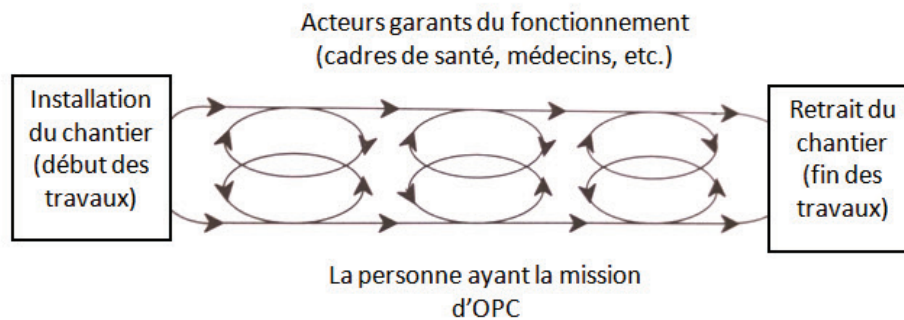 Acteurs garants du fonctionnement
(cadres de santé, médecins, etc.)
Installation
du chantier
(début des
travaux)
Retrait du
chantier
(fin des
travaux)
La personne ayant la mission
d'OPC